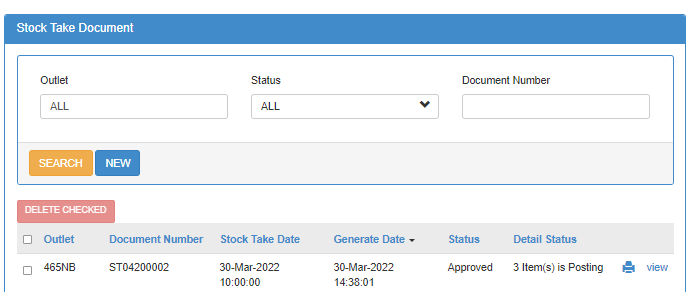 Stock Take Document
Outlet Status Document Number
ALL ALL
SEARCH NEW
DELETE CHECKED
Outlet Document Number Stock Take Date Generate Date Status Detail Status
465NB ST04200002 30-Mar-2022 30-Mar-2022 Approved 3 Item(s) is Posting view
10:00:00 14:38:01